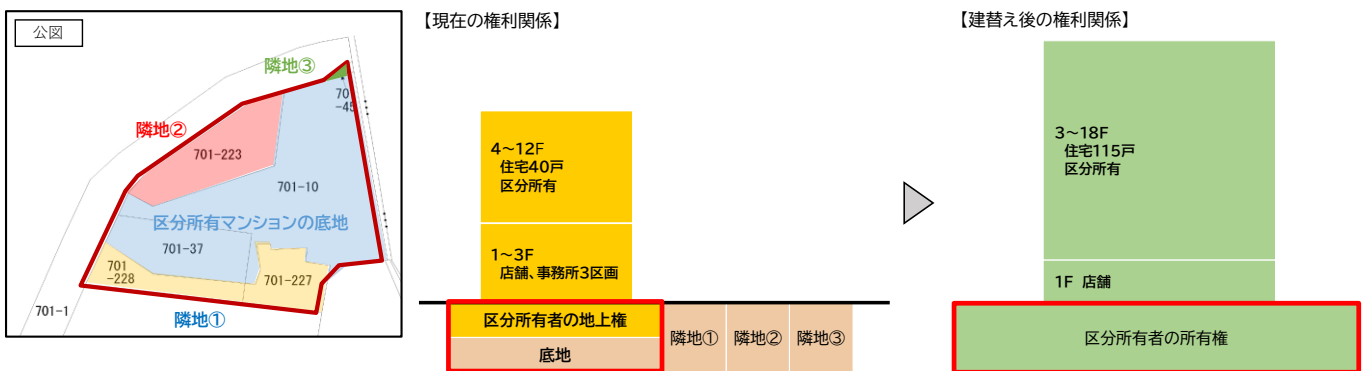 公図
隣地③
70
-45
隣地②
701-223
701-10
区分所有マンションの底地
701-37
701
-228
701-227
701-1
隣地①
【現在の権利関係】
4~12F
住宅40戸
区分所有
1~3F
店舗、事務所3区画
区分所有者の地上権
底地
隣地①
隣地②
隣地③
【建替え後の権利関係】
3~18F
住宅115戸
区分所有
1F 店舗
区分所有者の所有権